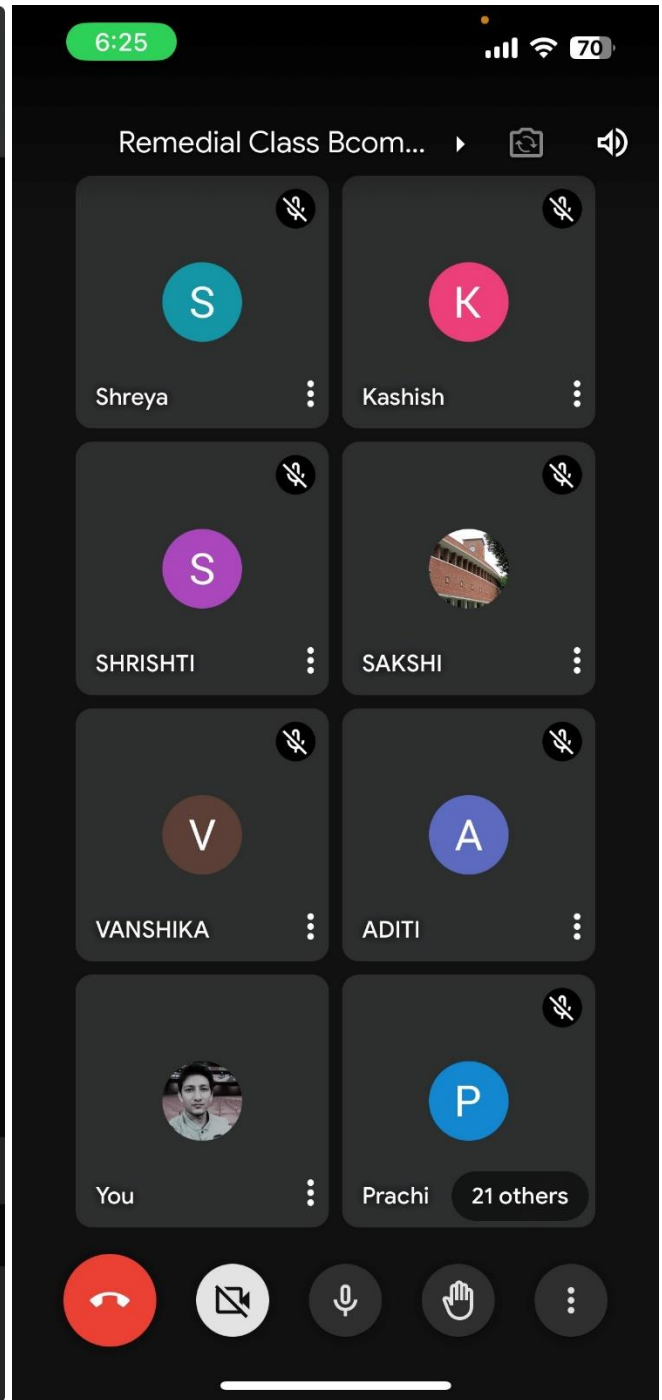 6:25
70
Remedial Class Bcom...
S
K
Shreya
Kashish
S
SHRISHTI
SAKSHI
V
A
VANSHIKA
ADITI
P
You
Prachi
21 others